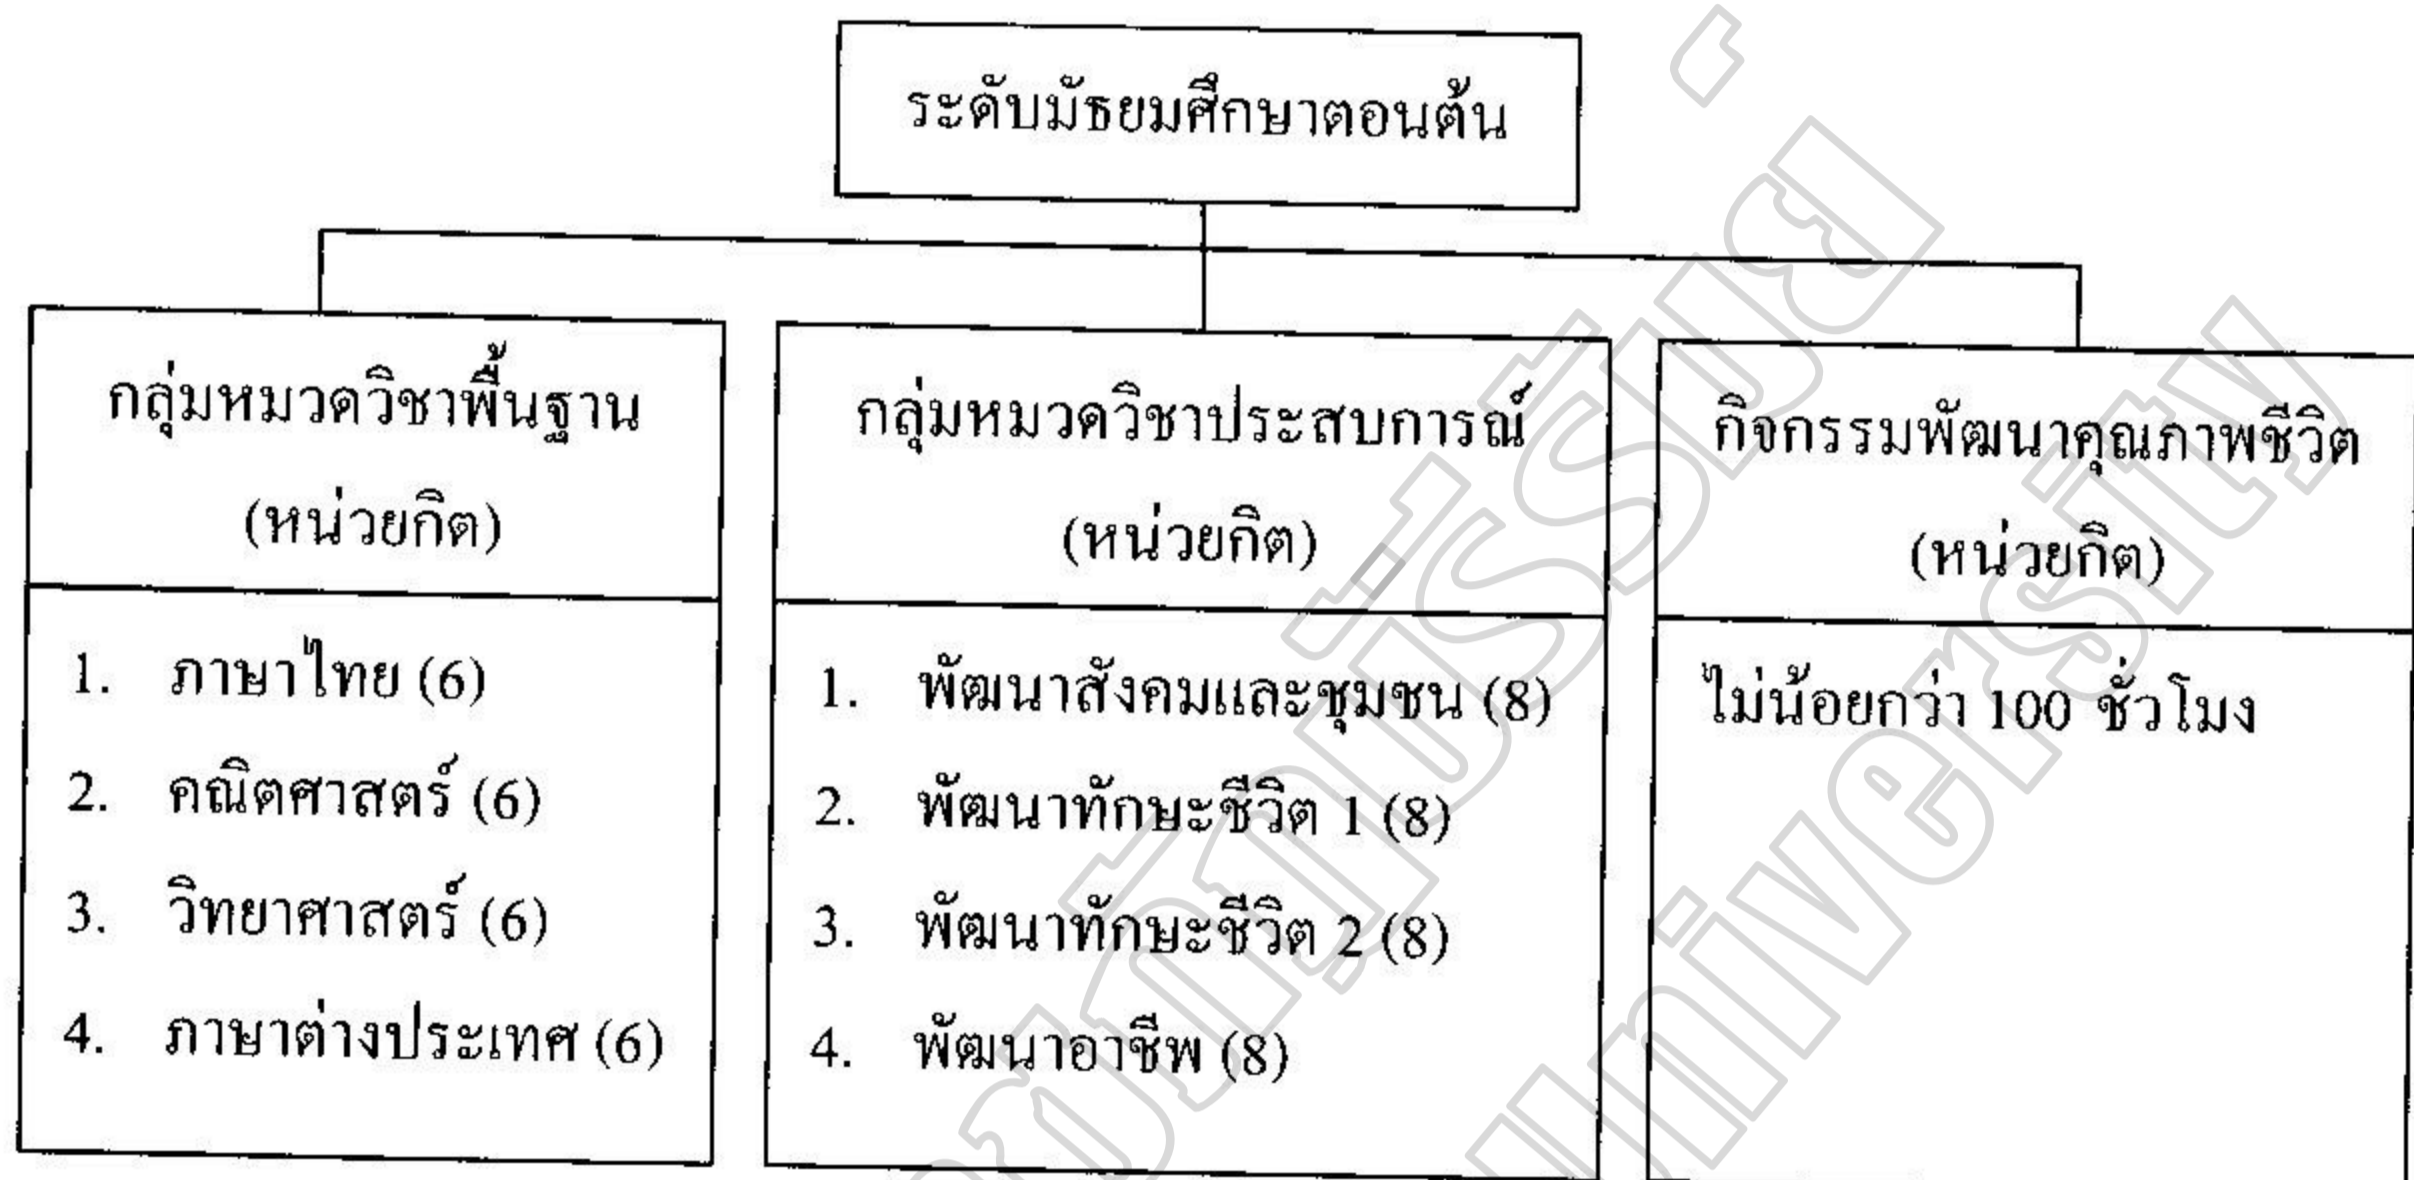 ระดับมัธยมศึกษาตอนต้น
กลุ่มหมวดวิชาพื้นฐาน
(หน่วยกิต)
1. ภาษาไทย (6)
2. คณิตศาสตร์ (6)
3. วิทยาศาสตร์ (6)
4. ภาษาต่างประเทศ (6)
กลุ่มหมวดวิชาประสบการณ์
(หน่วยกิต)
1. พัฒนาสังคมและชุมชน (8)
2. พัฒนาทักษะชีวิต 1 (8)
3. พัฒนาทักษะชีวิต 2 (8)
4. พัฒนาอาชีพ (8)
กิจกรรมพัฒนาคุณภาพชีวิต
(หน่วยกิต)
ไม่น้อยกว่า 100 ชั่วโมง
University